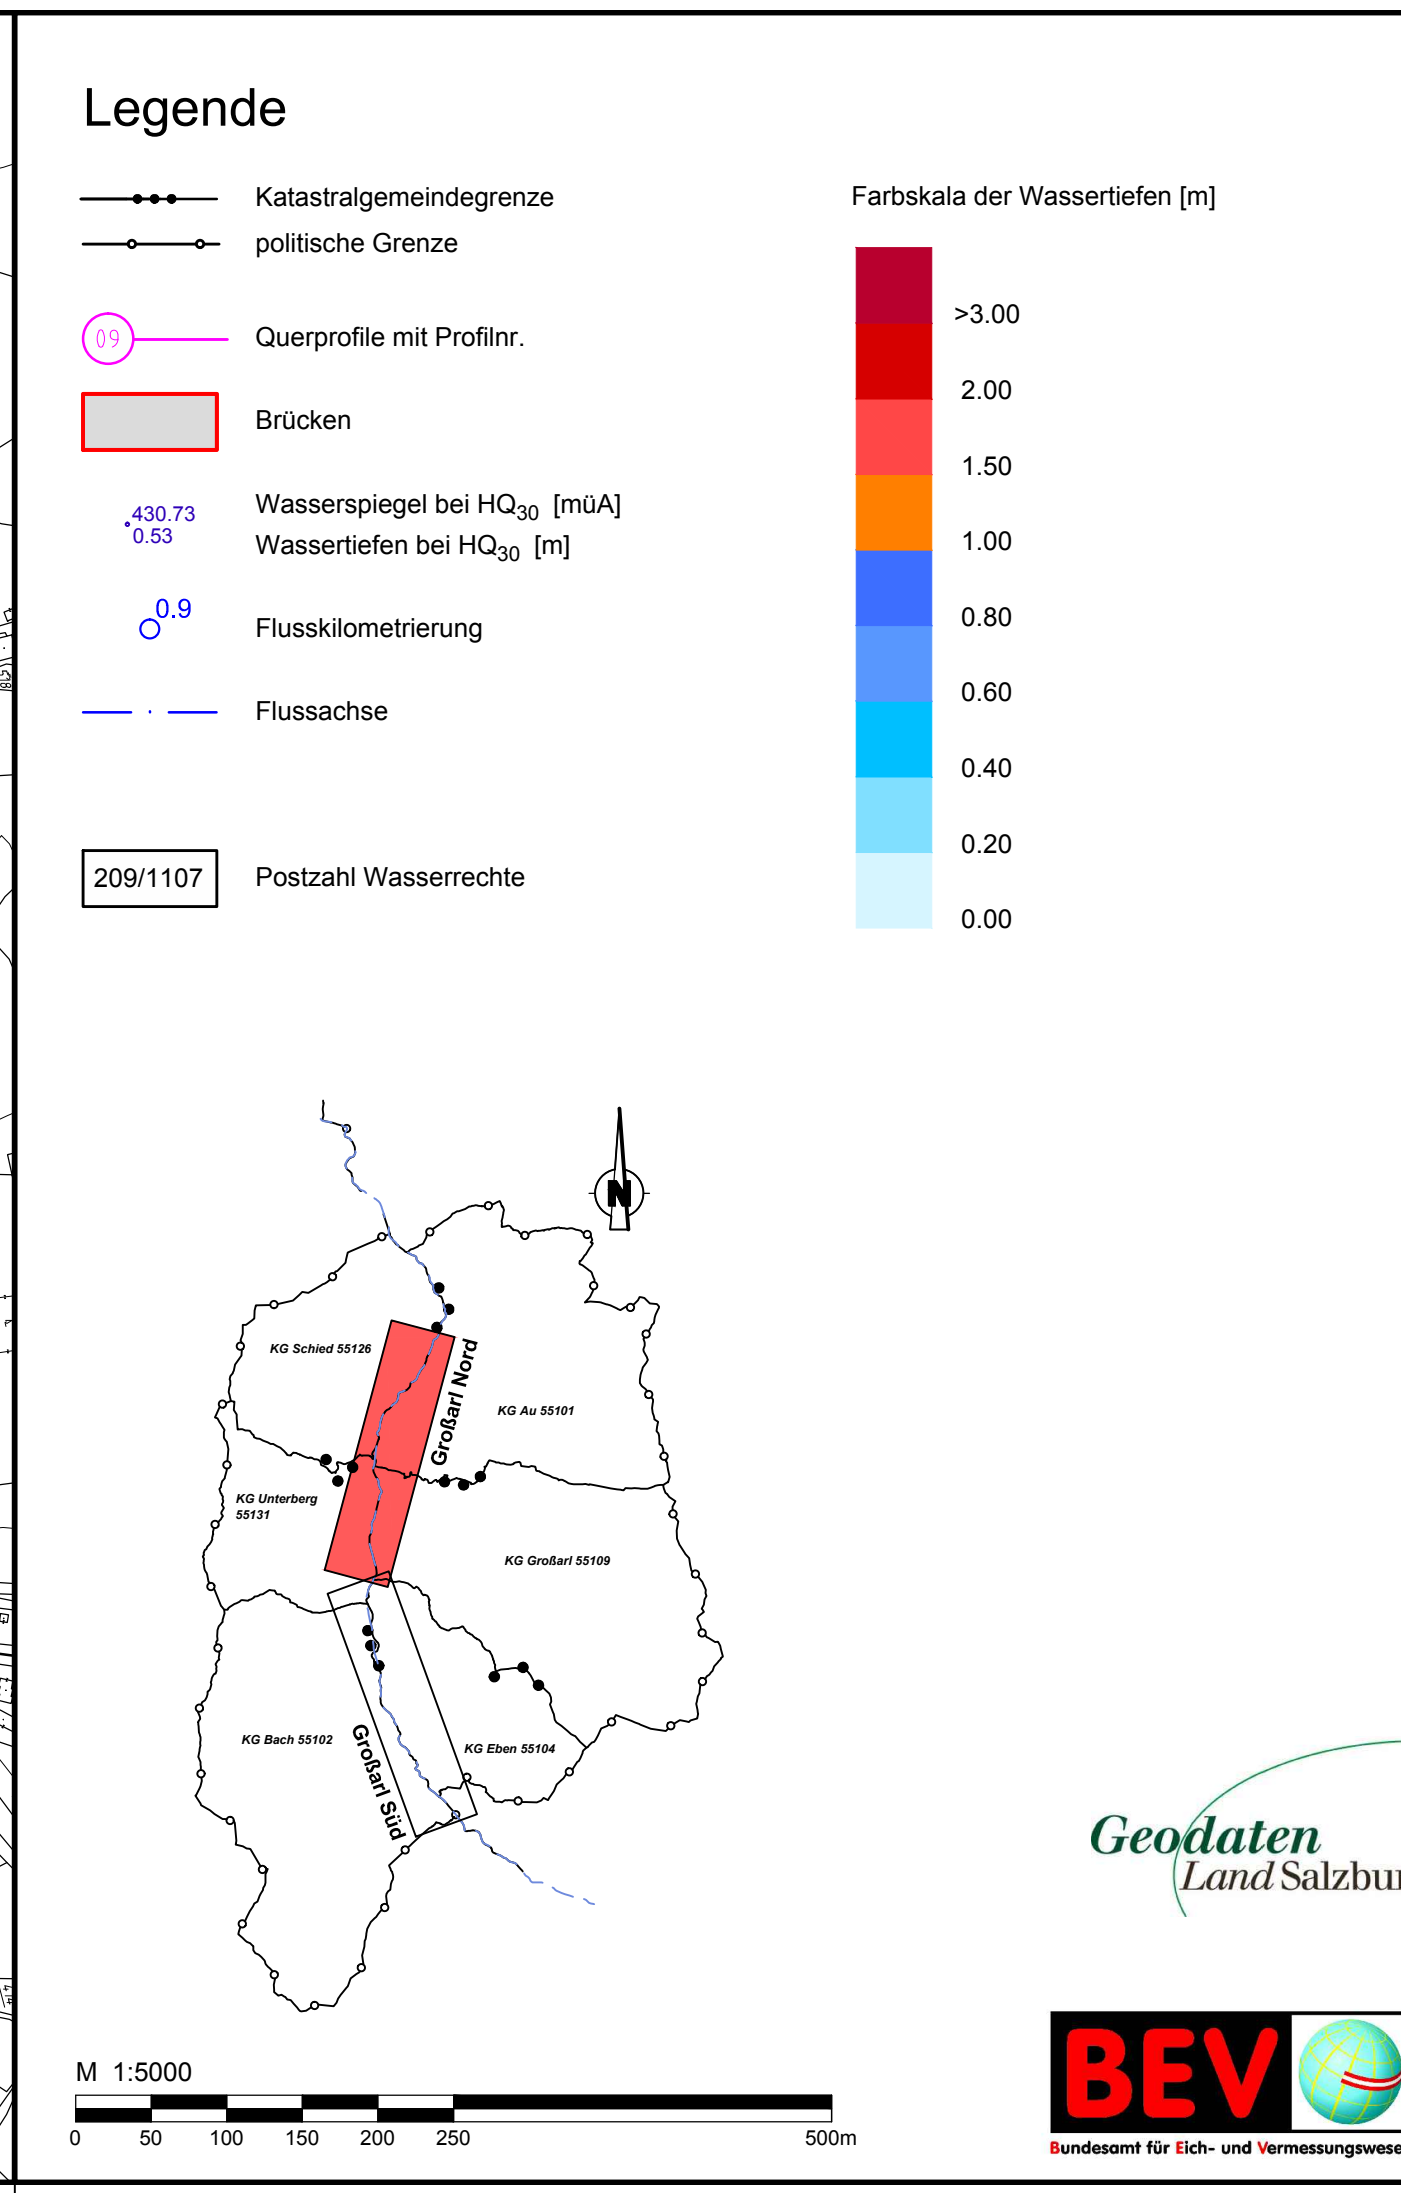 Legende
Katastralgemeindegrenze
politische Grenze
09
Querprofile mit Profilnr.
Brücken
430.73
0.53
Wasserspiegel bei HQ30 [müA]
Wassertiefen bei HQ30 [m]
0.9
Flusskilometrierung
Flussachse
209/1107
Postzahl Wasserrechte
Farbskala der Wassertiefen [m]
>3.00
2.00
1.50
1.00
0.80
0.60
0.40
0.20
0.00
N
KG Schied 55126
Großarl Nord
KG Au 55101
KG Unterberg
55131
KG Großarl 55109
KG Bach 55102
Großarl Süd
KG Eben 55104
Geodaten
Land Salzbur
M 1:5000
0 50 100 150 200 250 500m
BEV
Bundesamt für Eich- und Vermessungswese